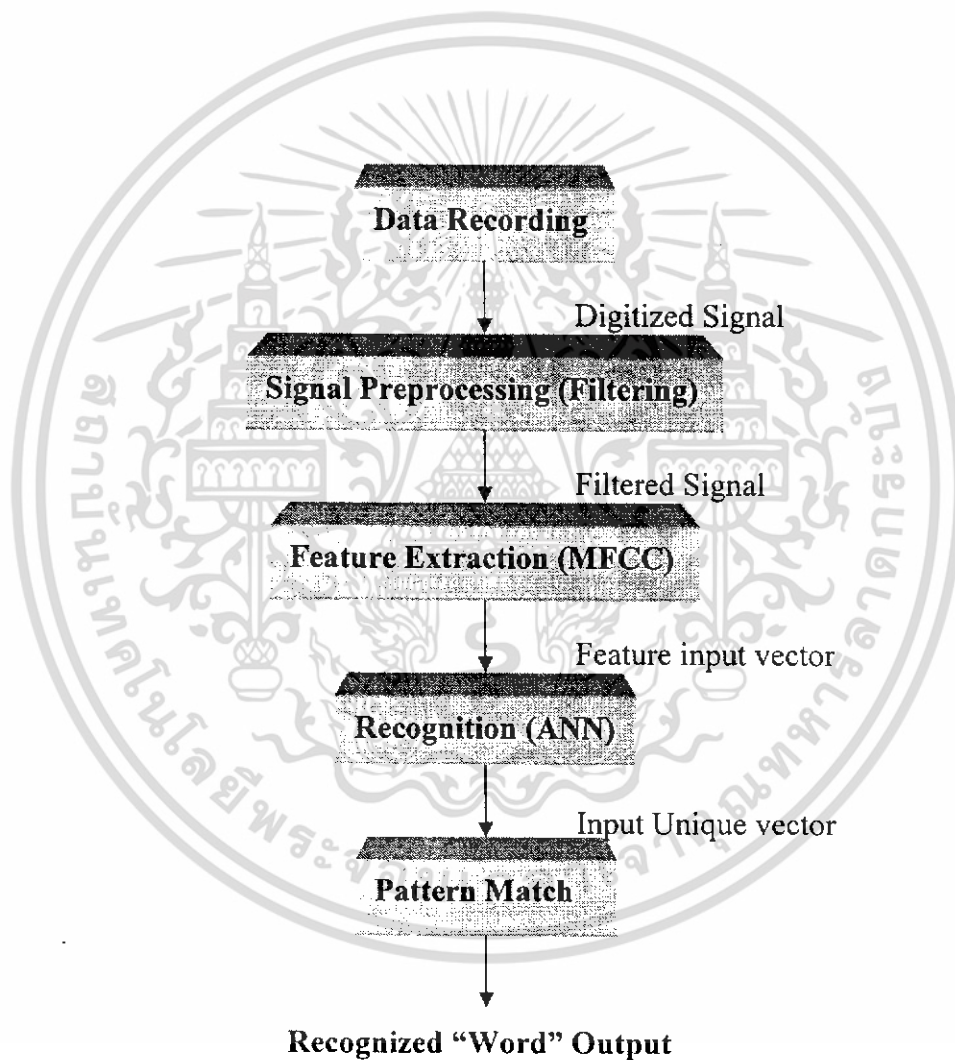 Data Recording
Digitized Signal
Signal Preprocessing (Filtering)
Filtered Signal
Feature Extraction (MFCC)
Feature input vector
Recognition (ANN)
Input Unique vector
Pattern Match
Recognized “Word” Output